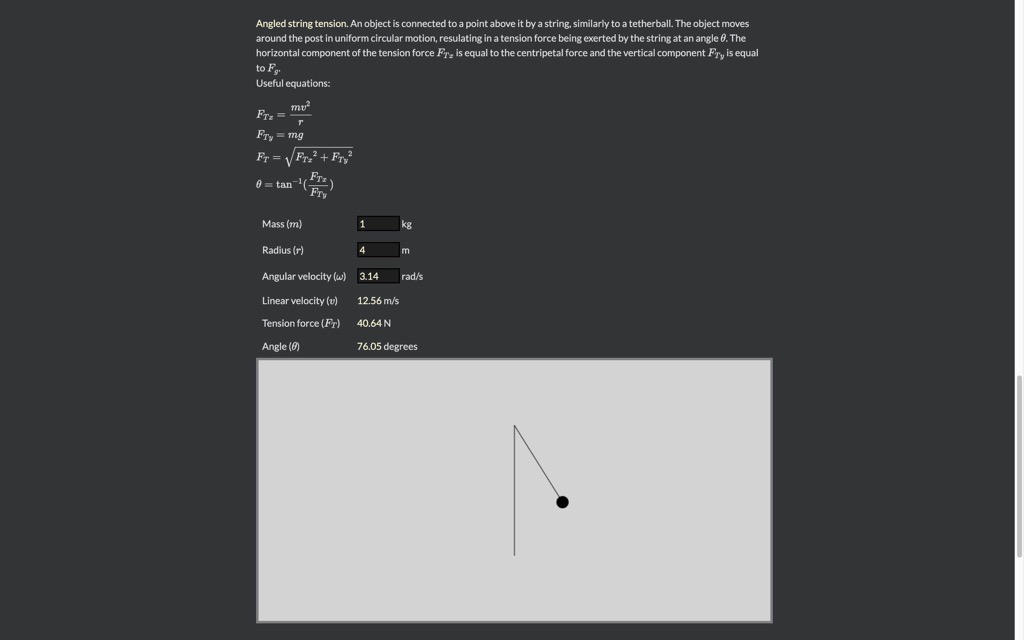 Angled string tension. An object is connected to a point above it by a string, similarly to a tetherball. The object moves
around the post in uniform circular motion, resulating in a tension force being exerted by the string at an angle θ. The
horizontal component of the tension force F_{Tx} is equal to the centripetal force and the vertical component F_{Ty} is equal
to F_g.
Useful equations:
F_{Tx} = \frac{mv^2}{r}
F_{Ty} = mg
F_T = \sqrt{F_{Tx}^2 + F_{Ty}^2}
θ = tan^{-1}(\frac{F_{Tx}}{F_{Ty}})
Mass (m) 1 kg
Radius (r) 4 m
Angular velocity (ω) 3.14 rad/s
Linear velocity (v) 12.56 m/s
Tension force (F_T) 40.64 N
Angle (θ) 76.05 degrees